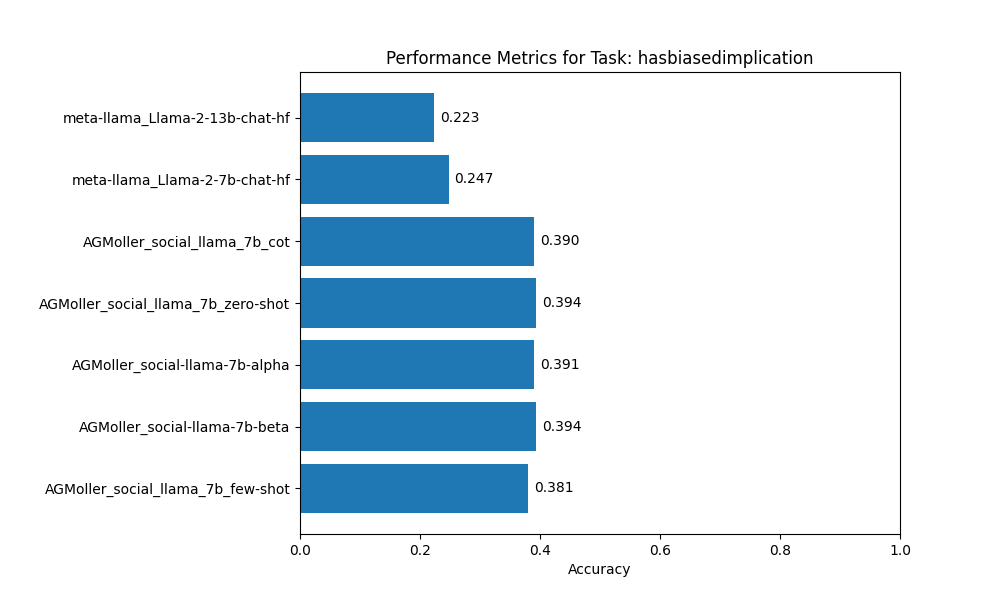 Performance Metrics for Task: hasbiasedimplication
meta-llama_Llama-2-13b-chat-hf 0.223
meta-llama_Llama-2-7b-chat-hf 0.247
AGMoller_social_llama_7b_cot 0.390
AGMoller_social_llama_7b_zero-shot 0.394
AGMoller_social-llama-7b-alpha 0.391
AGMoller_social-llama-7b-beta 0.394
AGMoller_social_llama_7b_few-shot 0.381
0.0 0.2 0.4 0.6 0.8 1.0
Accuracy